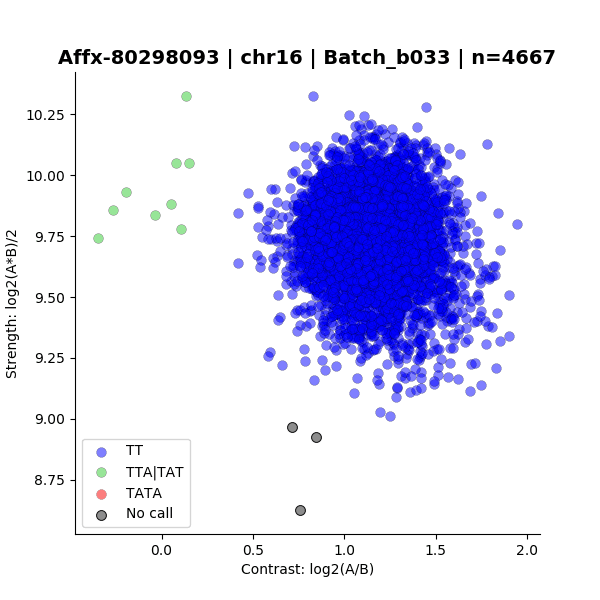 Affx-80298093 | chr16 | Batch_b033 | n=4667
Strength: log2(A*B)/2
10.25
10.00
9.75
9.50
9.25
9.00
8.75
TT
TTA|TAT
TATA
No call
0.0 0.5 1.0 1.5 2.0
Contrast: log2(A/B)